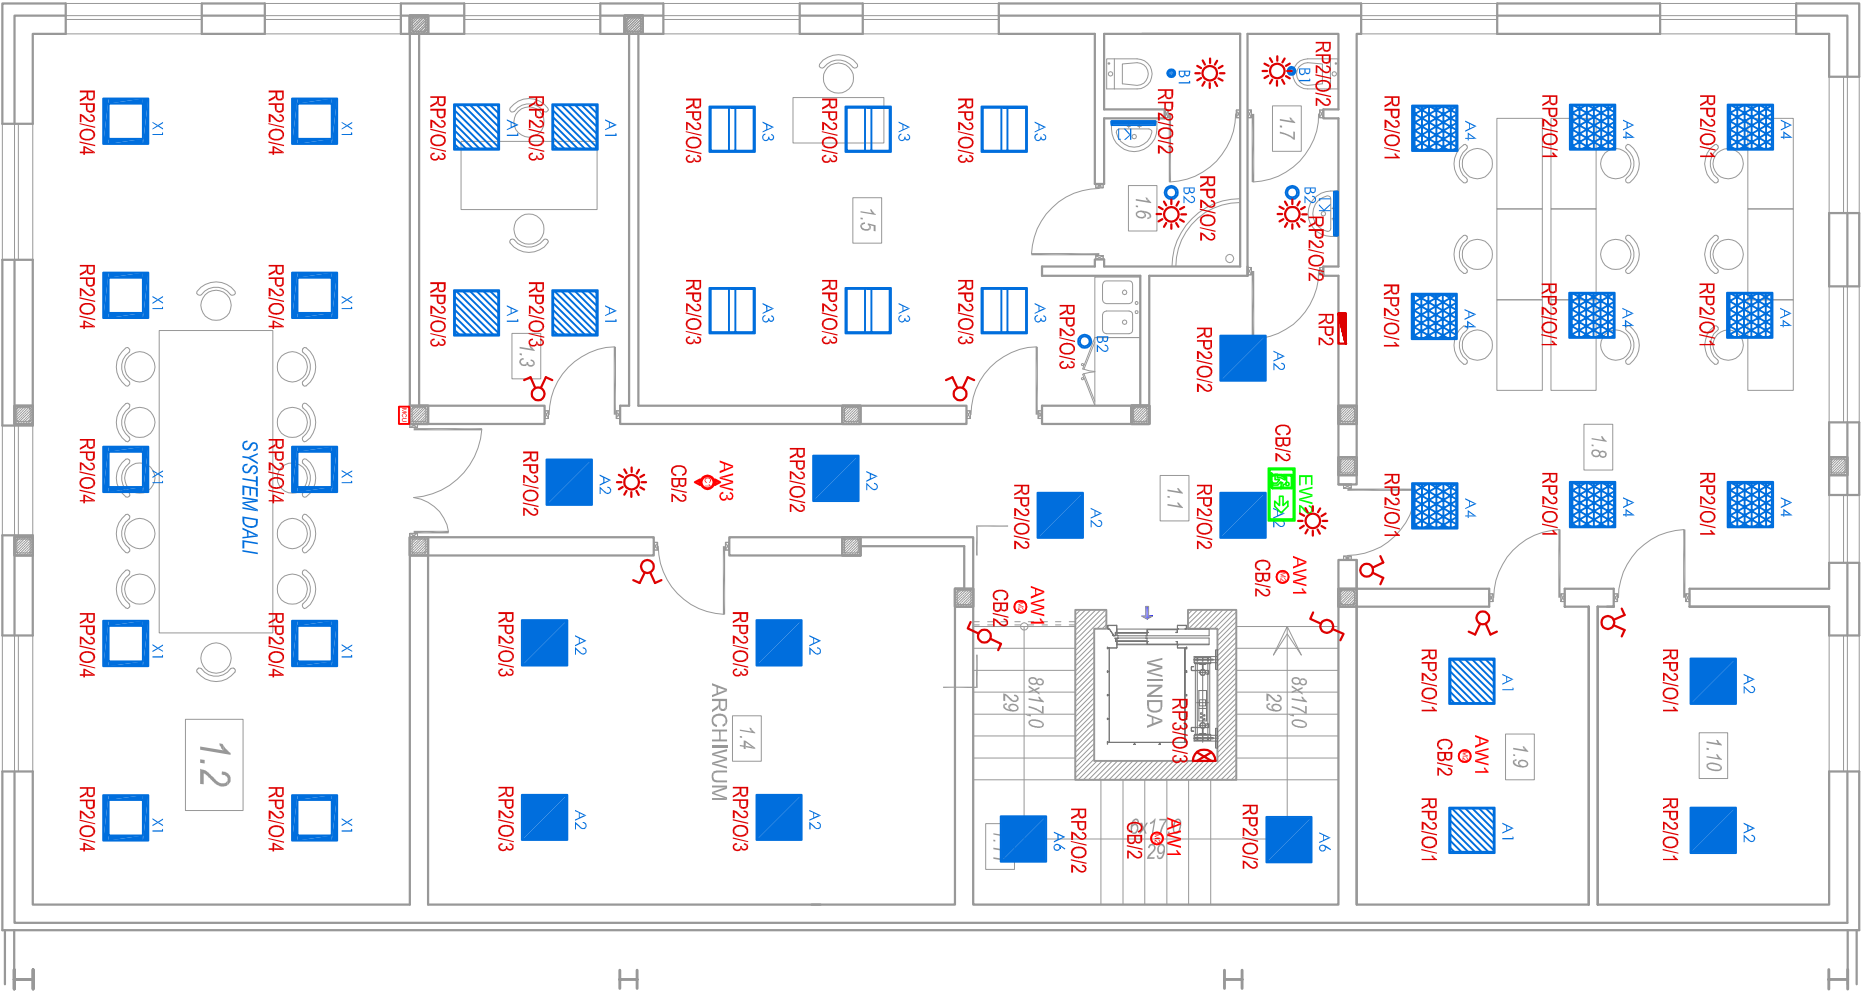 RP2/O/4
X1
RP2/O/4
X1
RP2/O/4
X1
RP2/O/4
X1
RP2/O/4
X1
RP2/O/4
X1
SYSTEM DALI
RP2/O/4
X1
RP2/O/4
X1
RP2/O/4
X1
RP2/O/4
X1
1.2
RP2/O/3
A1
RP2/O/3
A1
RP2/O/3
A1
RP2/O/3
A1
1.3
RP2/O/3
A3
RP2/O/3
A3
RP2/O/3
A3
1.5
RP2/O/3
A3
RP2/O/3
A3
RP2/O/3
A3
RP2/O/3
B2
B1
RP2/O/2
RP2/O/2
B2
1.6
RP2/O/2
B1
1.7
B2
RP2/O/2
RP2
RP2/O/2
A2
RP2/O/2
A2
CB/2
AW3
RP2/O/2
A2
RP2/O/2
A2
1.1
RP2/O/2
A2
CB/2
EW
CB/2
AW1
CB/2
AW1
RP2/O/3
A2
RP2/O/3
A2
ARCHIWUM
1.4
RP2/O/3
A2
RP2/O/3
A2
8x17,0
29
WINDA
RP3/O/3
8x17,0
29
A6
RP2/O/2
CB/2
AW1
29
RP2/O/2
A6
RP2/O/1
A4
RP2/O/1
A4
RP2/O/1
A4
RP2/O/1
A4
RP2/O/1
A4
RP2/O/1
A4
1.8
RP2/O/1
A4
RP2/O/1
A4
RP2/O/1
A4
RP2/O/1
A1
CB/2
AW1
1.9
RP2/O/1
A1
RP2/O/1
A2
1.10
RP2/O/1
A2